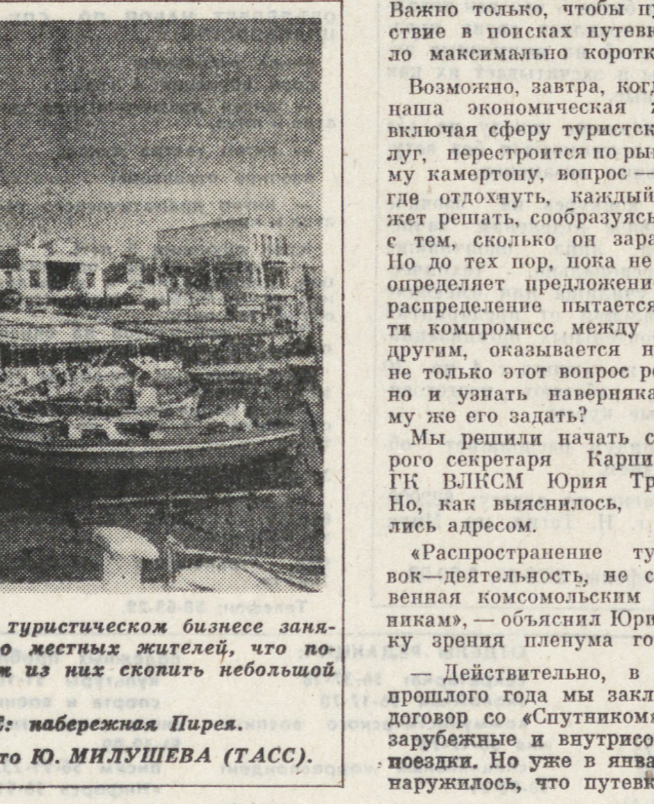 туристическом бизнесе заня-
о местных жителей, что по-
из них скопить небольшой
набережная Пирея.
то Ю. МИЛУШЕВА (ТАСС).
Важно только, чтобы пу
ствие в поисках путевк
ло максимально коротк
Возможно, завтра, когд
наша экономическая
включая сферу туристск
луг, перестроится по ры
му камертону, вопрос —
где отдохнуть, каждый
жет решать, сообразуясь
с тем, сколько он зара
Но до тех пор, пока не
определяет предложени
распределение пытается
ти компромисс между
другим, оказывается н
не только этот вопрос р
но и узнать наверняка
му же его задать?
Мы решили начать с
рого секретаря Карпи
ГК ВЛКСМ Юрия Тр
Но, как выяснилось,
лись адресом.
«Распространение ту
вок—деятельность, не с
венная комсомольским
никам», — объяснил Юри
ку зрения пленума го
Действительно, в
прошлого года мы закл
договор со «Спутником»
зарубежные и внутрисо
поездки. Но уже в янва
наружилось, что путевк